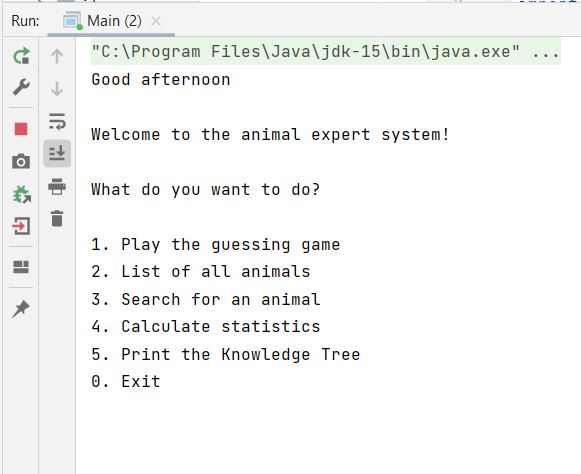 Run: Main (2)
"C:\Program Files\Java\jdk-15\bin\java.exe" ...
Good afternoon
Welcome to the animal expert system!
What do you want to do?
1. Play the guessing game
2. List of all animals
3. Search for an animal
4. Calculate statistics
5. Print the Knowledge Tree
0. Exit